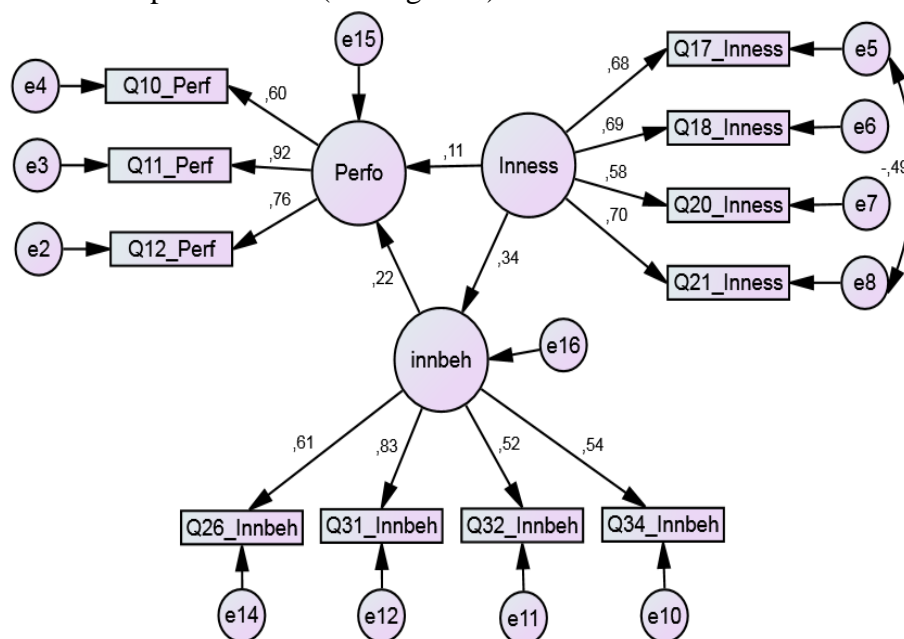 e15
e4
Q10_Perf
,60
e3
Q11_Perf
,92
e2
Q12_Perf
,76
Perfo
,11
Inness
,68
Q17_Inness
e5
,69
Q18_Inness
e6
,58
Q20_Inness
e7
,70
Q21_Inness
e8
-,49
,22
,34
innbeh
e16
,61
,83
,52
,54
Q26_Innbeh
Q31_Innbeh
Q32_Innbeh
Q34_Innbeh
e14
e12
e11
e10